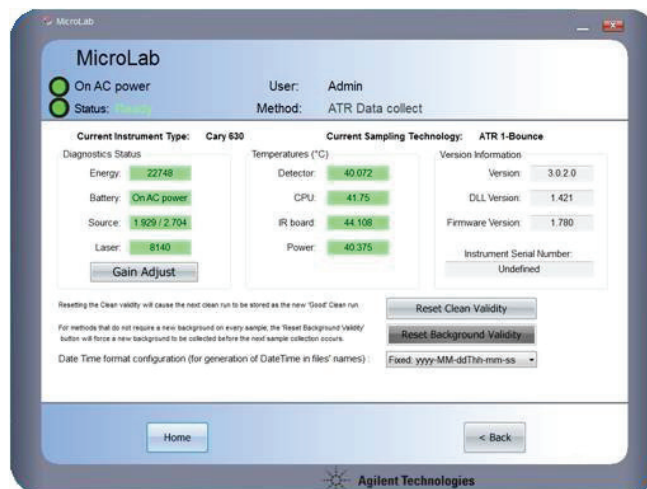 MicroLab
MicroLab
On AC power User: Admin
Status: Ready Method: ATR Data collect
Current Instrument Type: Cary 630 Current Sampling Technology: ATR 1-Bounce
Diagnostics Status Temperatures (°C) Version Information
Energy: 22748 Detector: 40.072 Version: 3.0.2.0
Battery: On AC power CPU: 41.75 DLL Version: 1.421
Source: 1.929 / 2.704 IR board: 44.108 Firmware Version: 1.780
Laser: 8140 Power: 40.375 Instrument Serial Number:
Gain Adjust Undefined
Resetting the Clean validity will cause the next clean run to be stored as the new 'Good' Clean run Reset Clean Validity
For methods that do not require a new background on every sample, the 'Reset Background Validity'
button will force a new background to be collected before the next sample collection occurs. Reset Background Validity
Date Time format configuration (for generation of DateTime in files' names) : Fixed: yyyy-MM-ddThh-mm-ss
Home < Back
Agilent Technologies